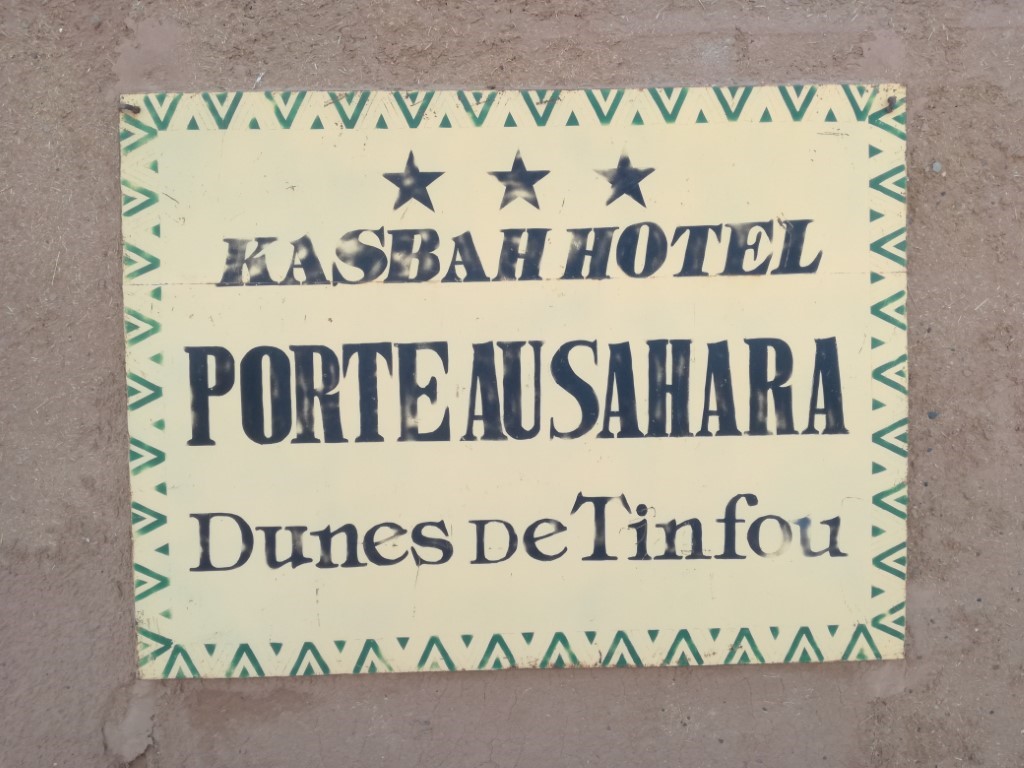 KASBAH HOTEL
PORTE AU SAHARA
Dunes De Tinfou